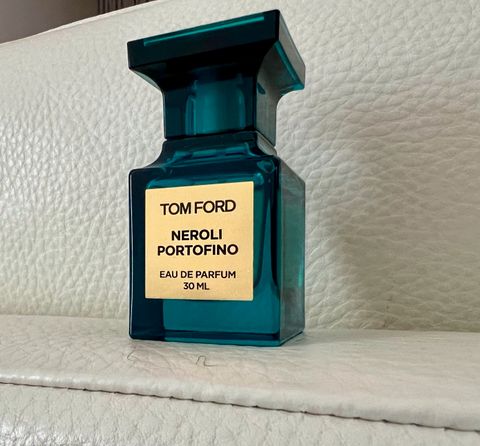 TOM FORD
NEROLI
PORTOFINO
EAU DE PARFUM
30 ML